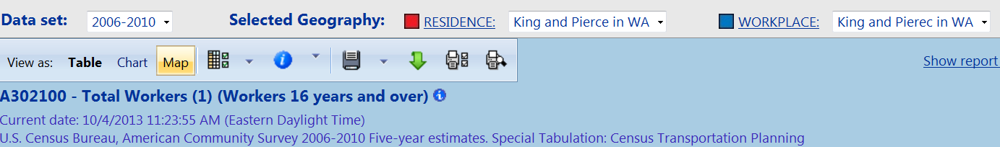 Data set: 2006-2010 Selected Geography: RESIDENCE: King and Pierce in WA WORKPLACE: King and Pierec in WA
View as: Table Chart Map Show report
A302100 - Total Workers (1) (Workers 16 years and over)
Current date: 10/4/2013 11:23:55 AM (Eastern Daylight Time)
U.S. Census Bureau, American Community Survey 2006-2010 Five-year estimates. Special Tabulation: Census Transportation Planning